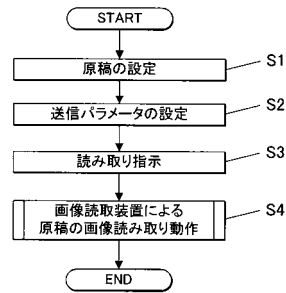 START
原稿の設定
S1
送信パラメータの設定
S2
読み取り指示
S3
画像読取装置による
原稿の画像読み取り動作
S4
END